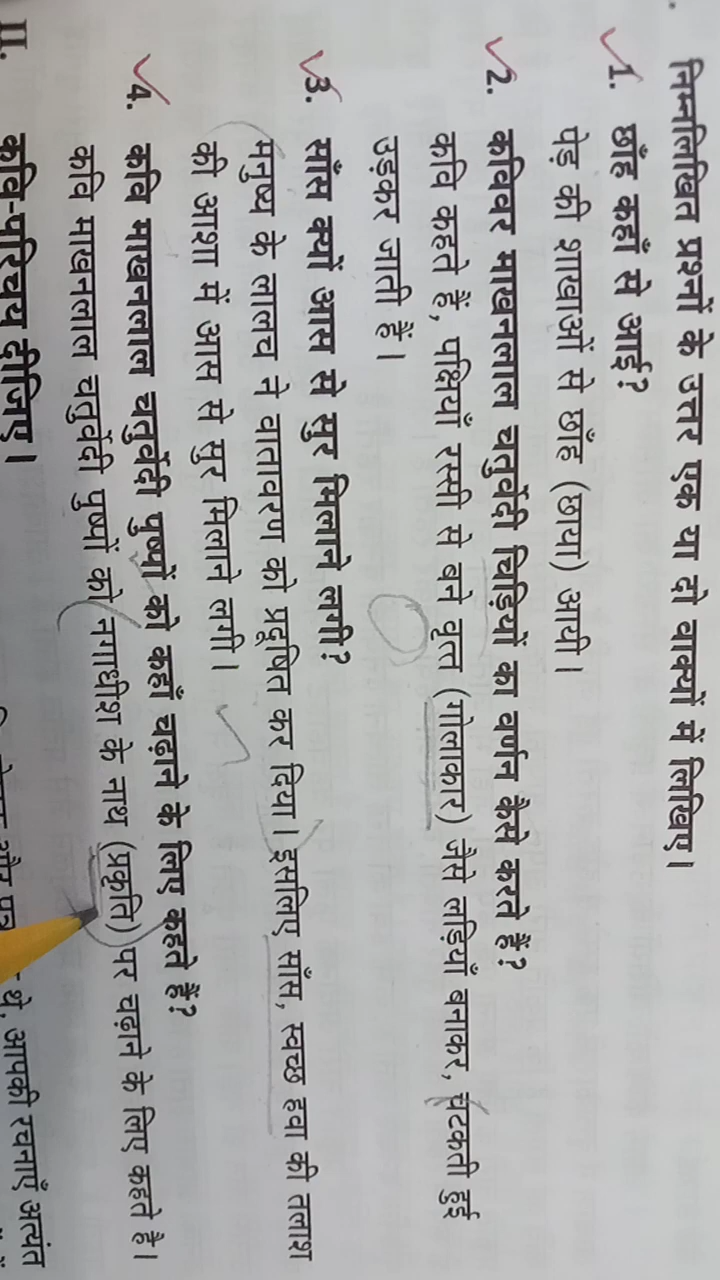 निम्नलिखित प्रश्नों के उत्तर एक या दो वाक्यों में लिखिए।
1. छाँह कहाँ से आई?
पेड़ की शाखाओं से छाँह (छाया) आयी।
2. कविवर माखनलाल चतुर्वेदी चिड़ियों का वर्णन कैसे करते हैं?
कवि कहते हैं, पक्षियाँ रस्सी से बने वृत्त (गोलाकार) जैसे लड़ियाँ बनाकर, चटकती हुई
उड़कर जाती हैं।
3. साँस क्यों आस से सुर मिलाने लगी?
मनुष्य के लालच ने वातावरण को प्रदूषित कर दिया। इसलिए साँस, स्वच्छ हवा की तलाश
की आशा में आस से सुर मिलाने लगी।
4. कवि माखनलाल चतुर्वेदी पुष्पों को कहाँ चढ़ाने के लिए कहते हैं?
कवि माखनलाल चतुर्वेदी पुष्पों को नगाधीश के नाथ (प्रकृति) पर चढ़ाने के लिए कहते है।
II. कवि-परिचय दीजिए।
थे. आपकी रचनाएँ अत्यंत